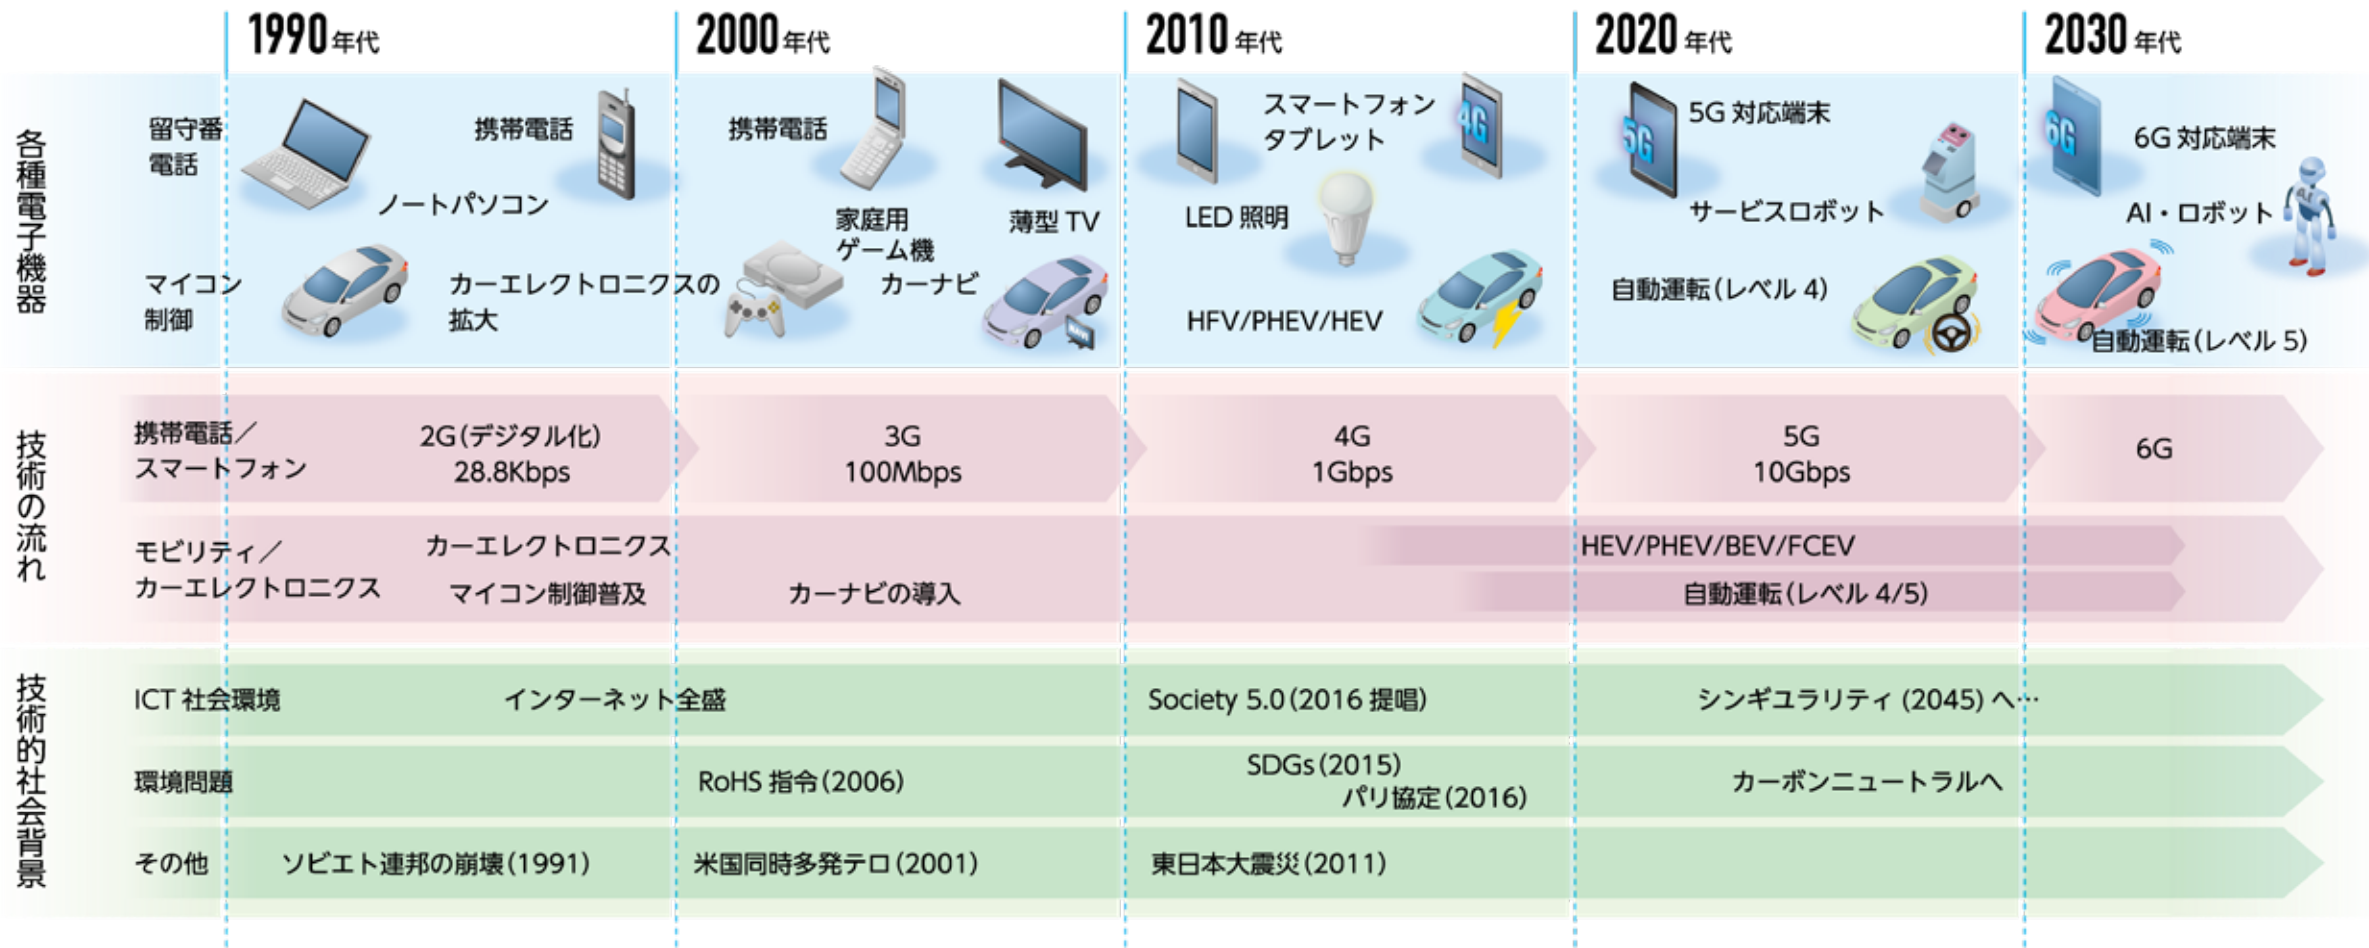 1990年代
2000年代
2010年代
2020年代
2030年代
各種電子機器
留守番
電話
ノートパソコン
携帯電話
マイコン
制御
カーエレクトロニクスの
拡大
携帯電話
家庭用
ゲーム機
薄型 TV
カーナビ
NAVI
スマートフォン
タブレット
4G
LED 照明
HFV/PHEV/HEV
5G
5G 対応端末
サービスロボット
自動運転(レベル 4)
6G
6G 対応端末
AI・ロボット
AI
自動運転(レベル 5)
技術の流れ
携帯電話／
スマートフォン
2G(デジタル化)
28.8Kbps
3G
100Mbps
4G
1Gbps
5G
10Gbps
6G
モビリティ／
カーエレクトロニクス
カーエレクトロニクス
マイコン制御普及
カーナビの導入
HEV/PHEV/BEV/FCEV
自動運転(レベル 4/5)
技術的社会背景
ICT 社会環境
インターネット全盛
Society 5.0(2016 提唱)
シンギュラリティ (2045) へ…
環境問題
RoHS 指令(2006)
SDGs(2015)
パリ協定(2016)
カーボンニュートラルへ
その他
ソビエト連邦の崩壊(1991)
米国同時多発テロ(2001)
東日本大震災(2011)